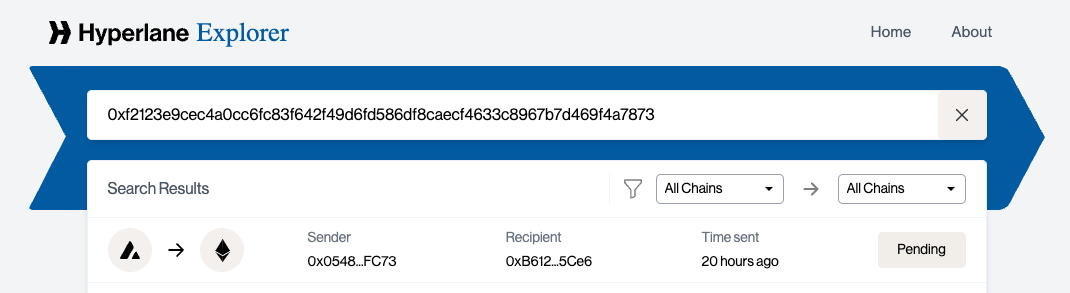 Hyperlane Explorer
Home About
0xf2123e9cec4a0cc6fc83f642f49d6fd586df8caecf4633c8967b7d469f4a7873
Search Results All Chains All Chains
Sender Recipient Time sent
0x0548...FC73 0xB612...5Ce6 20 hours ago
Pending